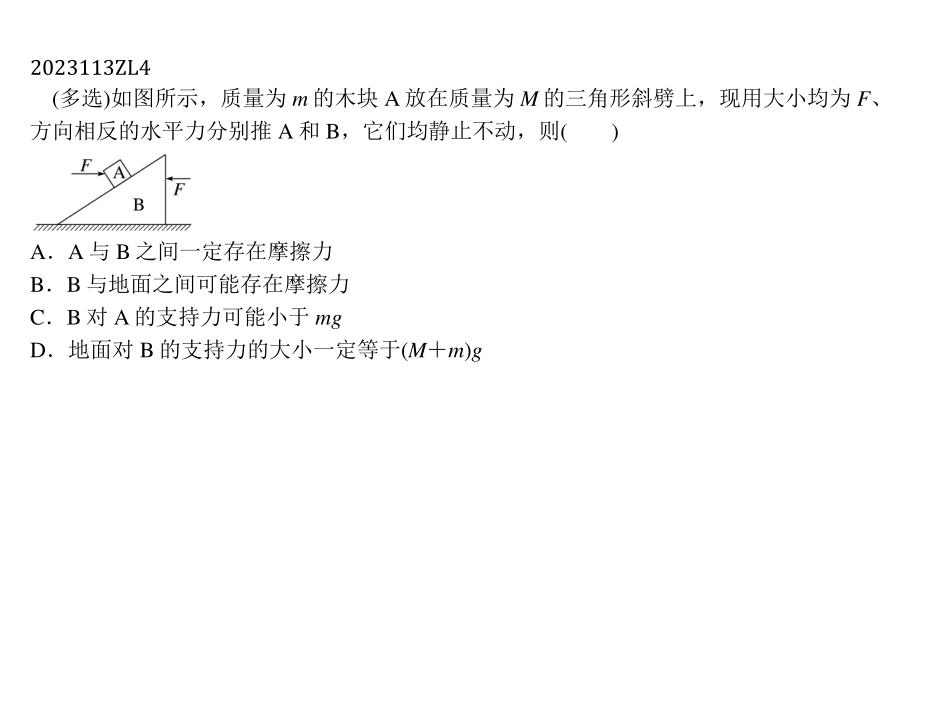 2023113ZL4
(多选)如图所示，质量为 m 的木块 A 放在质量为 M 的三角形斜劈上，现用大小均为 F、
方向相反的水平力分别推 A 和 B，它们均静止不动，则(　　)
F
A
F
B
A．A 与 B 之间一定存在摩擦力
B．B 与地面之间可能存在摩擦力
C．B 对 A 的支持力可能小于 mg
D．地面对 B 的支持力的大小一定等于(M＋m)g